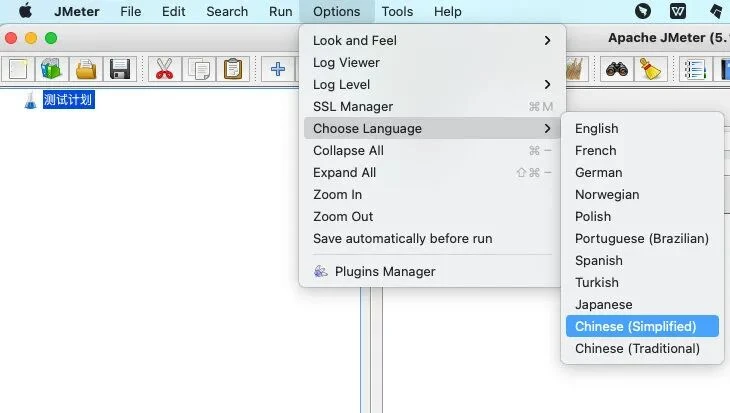 JMeter File Edit Search Run Options Tools Help
Apache JMeter (5.
测试计划
Look and Feel
Log Viewer
Log Level
SSL Manager ⌘M
Choose Language
Collapse All ⌘ −
Expand All ⇧⌘ −
Zoom In
Zoom Out
Save automatically before run
Plugins Manager
English
French
German
Norwegian
Polish
Portuguese (Brazilian)
Spanish
Turkish
Japanese
Chinese (Simplified)
Chinese (Traditional)